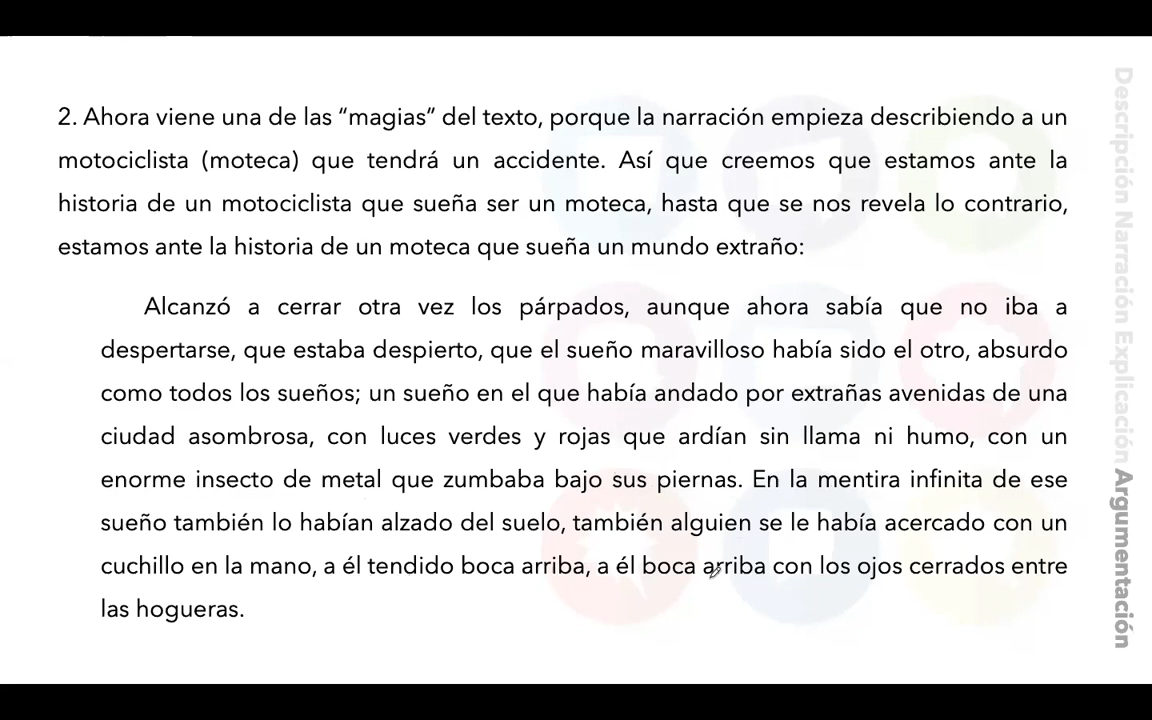 2. Ahora viene una de las “magias” del texto, porque la narración empieza describiendo a un
motociclista (moteca) que tendrá un accidente. Así que creemos que estamos ante la
historia de un motociclista que sueña ser un moteca, hasta que se nos revela lo contrario,
estamos ante la historia de un moteca que sueña un mundo extraño:
Alcanzó a cerrar otra vez los párpados, aunque ahora sabía que no iba a
despertarse, que estaba despierto, que el sueño maravilloso había sido el otro, absurdo
como todos los sueños; un sueño en el que había andado por extrañas avenidas de una
ciudad asombrosa, con luces verdes y rojas que ardían sin llama ni humo, con un
enorme insecto de metal que zumbaba bajo sus piernas. En la mentira infinita de ese
sueño también lo habían alzado del suelo, también alguien se le había acercado con un
cuchillo en la mano, a él tendido boca arriba, a él boca arriba con los ojos cerrados entre
las hogueras.
Descripción Narración Explicación Argumentación